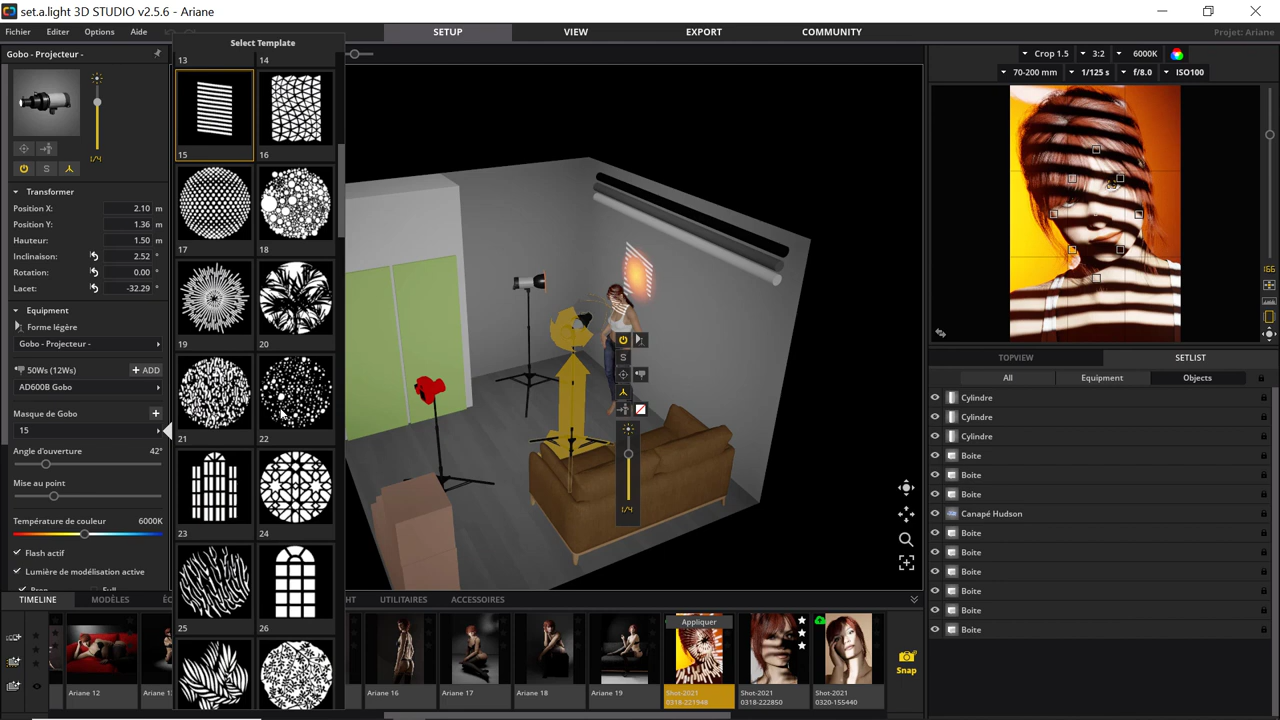 set.a.light 3D STUDIO v2.5.6 - Ariane
Fichier Editer Options Aide
SETUP VIEW EXPORT COMMUNITY
Projet: Ariane
Gobo - Projecteur -
1/4
S
Transformer
Position X: 2.10 m
Position Y: 1.36 m
Hauteur: 1.50 m
Inclinaison: 2.52 °
Rotation: 0.00 °
Lacet: -32.29 °
Equipment
Forme légère
Gobo - Projecteur -
50Ws (12Ws) + ADD
AD600B Gobo
Masque de Gobo +
15
Angle d'ouverture 42°
Mise au point
Température de couleur 6000K
Flash actif
Lumière de modélisation active
Select Template
13 14
15 16
17 18
19 20
21 22
23 24
25 26
S
1/4
Crop 1.5 3:2 6000K
70-200 mm 1/125 s f/8.0 ISO100
166
TOPVIEW SETLIST
All Equipment Objects
Cylindre
Cylindre
Cylindre
Boite
Boite
Boite
Canapé Hudson
Boite
Boite
Boite
Boite
Boite
Boite
TIMELINE MODÈLES
UTILITAIRES ACCESSOIRES
Appliquer
Ariane 12
Ariane 16
Ariane 17
Ariane 18
Ariane 19
Shot-2021
0318-221948
Shot-2021
0318-222850
Shot-2021
0320-155440
Snap